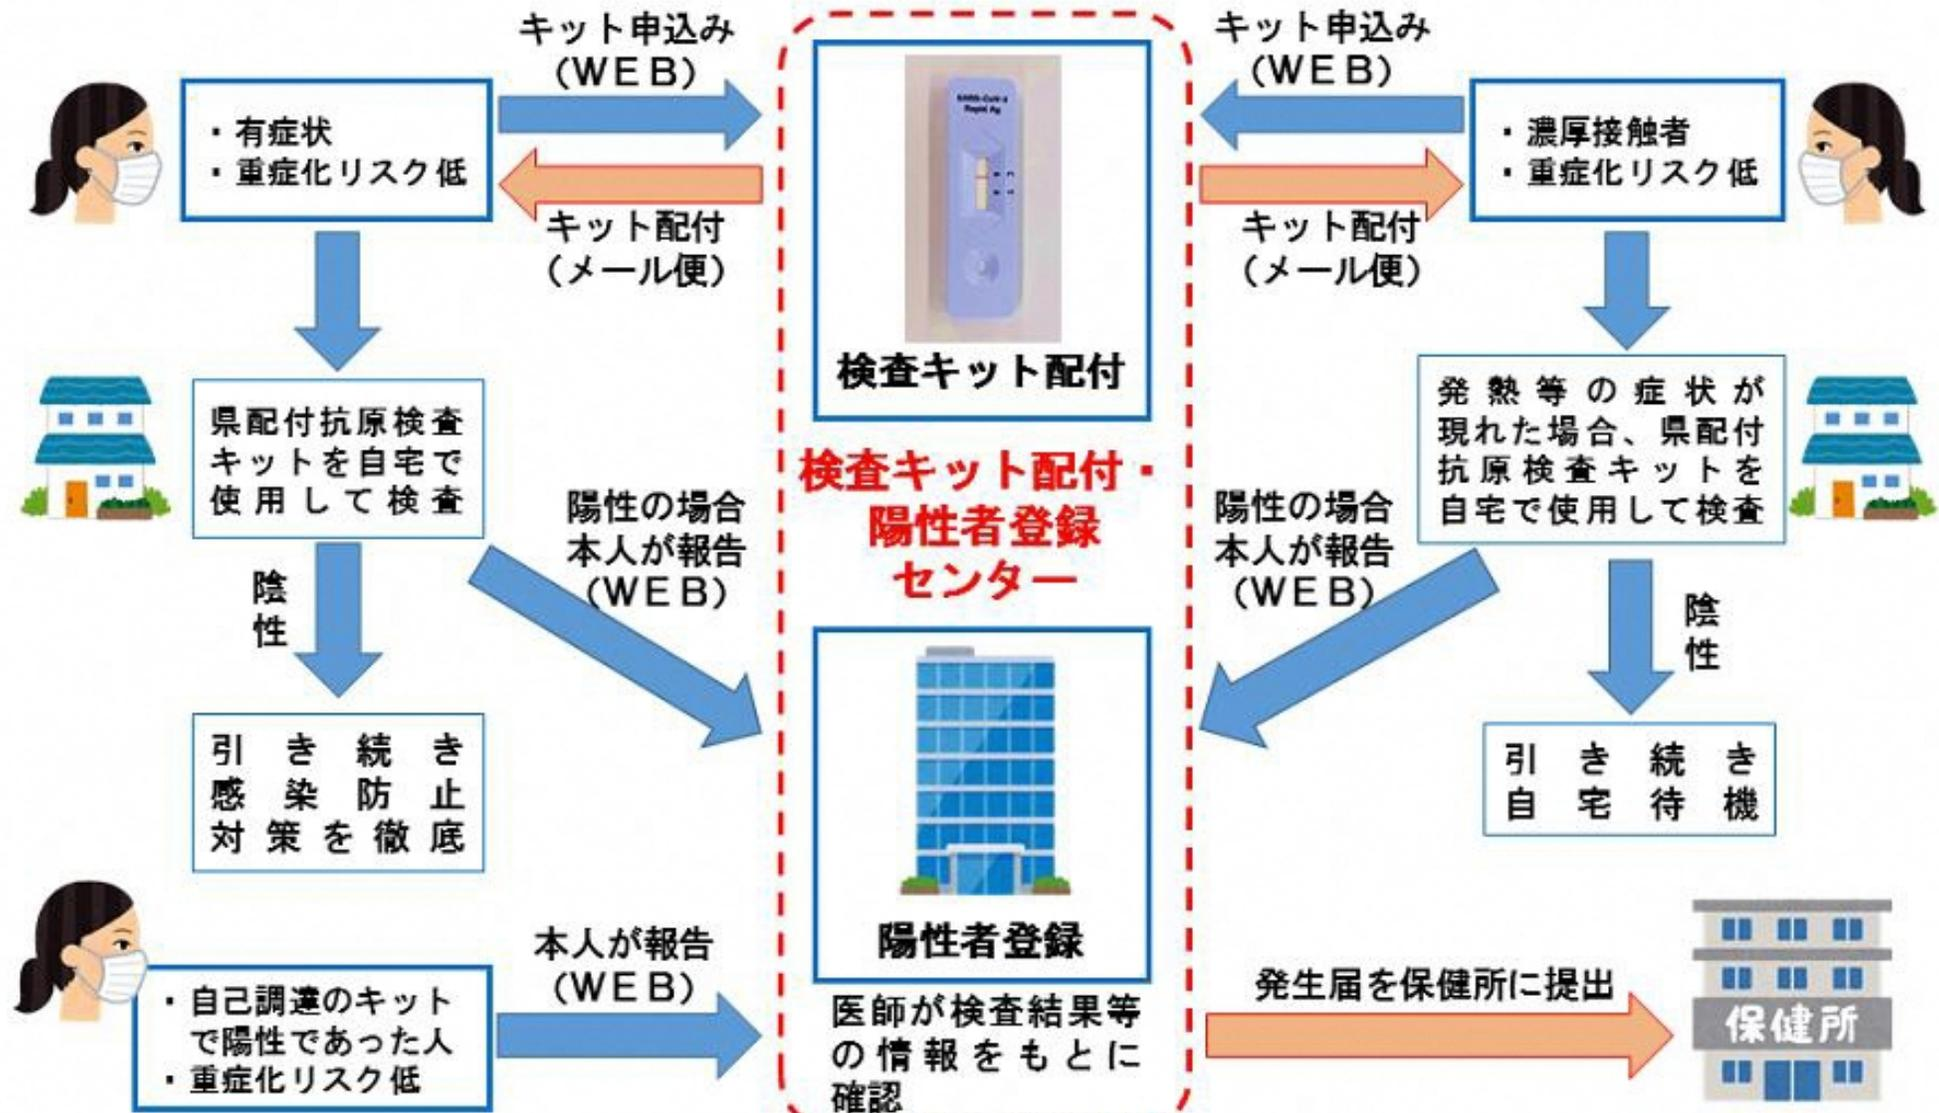 キット申込み
（ＷＥＢ）
・有症状
・重症化リスク低
キット配付
（メール便）
SARS-CoV-2
Rapid Ag
C T
検査キット配付
キット申込み
（ＷＥＢ）
・濃厚接触者
・重症化リスク低
キット配付
（メール便）
県配付抗原検査
キットを自宅で
使用して検査
陽性の場合
本人が報告
（ＷＥＢ）
陰性
引き続き
感染防止
対策を徹底
検査キット配付・
陽性者登録
センター
発熱等の症状が
現れた場合、県配付
抗原検査キットを
自宅で使用して検査
陽性の場合
本人が報告
（ＷＥＢ）
陰性
引き続き
自宅待機
・自己調達のキット
で陽性であった人
・重症化リスク低
本人が報告
（ＷＥＢ）
陽性者登録
医師が検査結果等
の情報をもとに
確認
発生届を保健所に提出
保健所